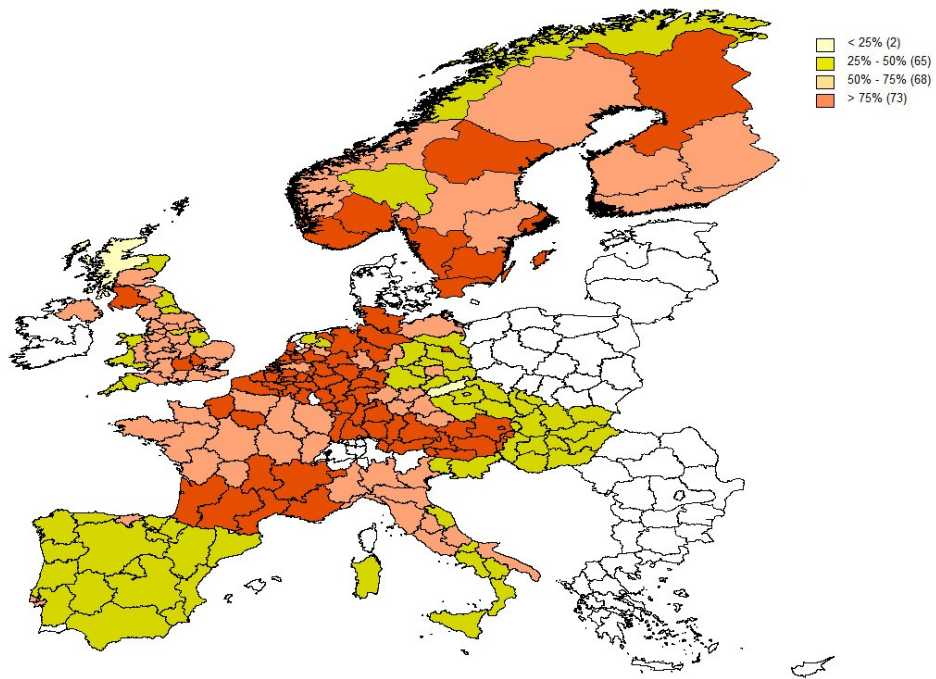 < 25% (2)
25% - 50% (65)
50% - 75% (68)
> 75% (73)